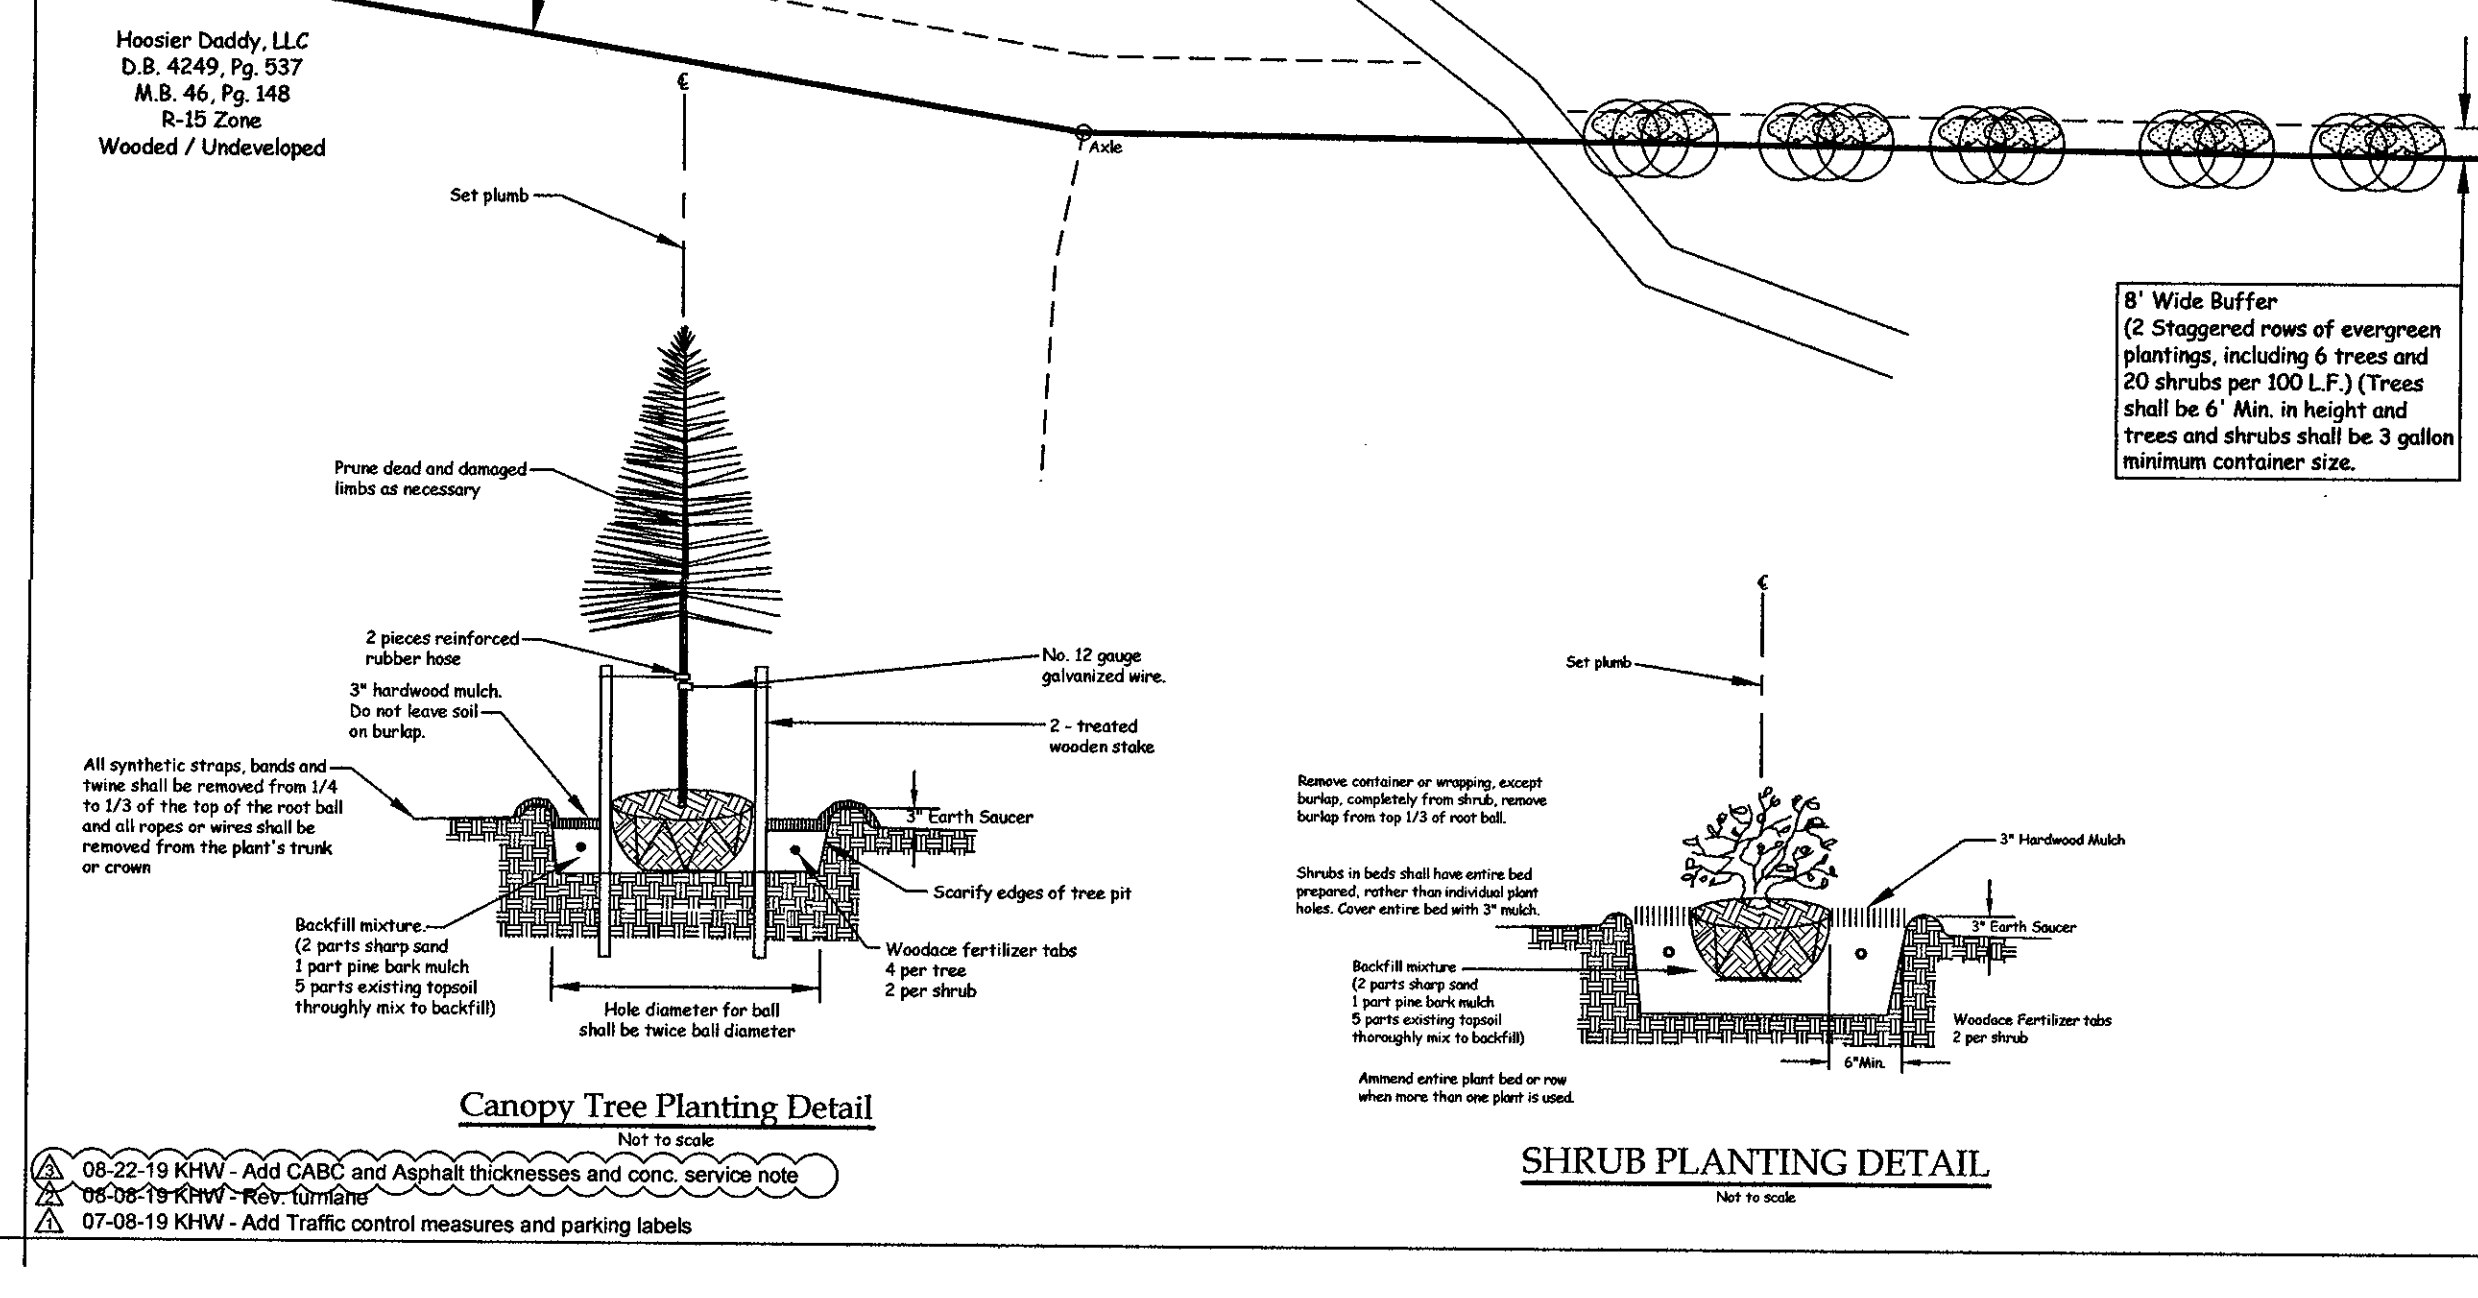 Hoosier Daddy, LLC
D.B. 4249, Pg. 537
M.B. 46, Pg. 148
R-15 Zone
Wooded / Undeveloped
Axle
8' Wide Buffer
(2 Staggered rows of evergreen
plantings, including 6 trees and
20 shrubs per 100 L.F.) (Trees
shall be 6' Min. in height and
trees and shrubs shall be 3 gallon
minimum container size.
℄
Set plumb
Prune dead and damaged
limbs as necessary
2 pieces reinforced
rubber hose
3" hardwood mulch.
Do not leave soil
on burlap.
All synthetic straps, bands and
twine shall be removed from 1/4
to 1/3 of the top of the root ball
and all ropes or wires shall be
removed from the plant's trunk
or crown
Backfill mixture.
(2 parts sharp sand
1 part pine bark mulch
5 parts existing topsoil
throughly mix to backfill)
No. 12 gauge
galvanized wire.
2 - treated
wooden stake
3" Earth Saucer
Scarify edges of tree pit
Woodace fertilizer tabs
4 per tree
2 per shrub
Hole diameter for ball
shall be twice ball diameter
Canopy Tree Planting Detail
Not to scale
℄
Set plumb
Remove container or wrapping, except
burlap, completely from shrub, remove
burlap from top 1/3 of root ball.
Shrubs in beds shall have entire bed
prepared, rather than individual plant
holes. Cover entire bed with 3" mulch.
Backfill mixture
(2 parts sharp sand
1 part pine bark mulch
5 parts existing topsoil
thoroughly mix to backfill)
Ammend entire plant bed or row
when more than one plant is used.
3" Hardwood Mulch
3" Earth Saucer
Woodace Fertilizer tabs
2 per shrub
6"Min.
SHRUB PLANTING DETAIL
Not to scale
3 08-22-19 KHW - Add CABC and Asphalt thicknesses and conc. service note
2 08-08-19 KHW - Rev. turnlane
1 07-08-19 KHW - Add Traffic control measures and parking labels